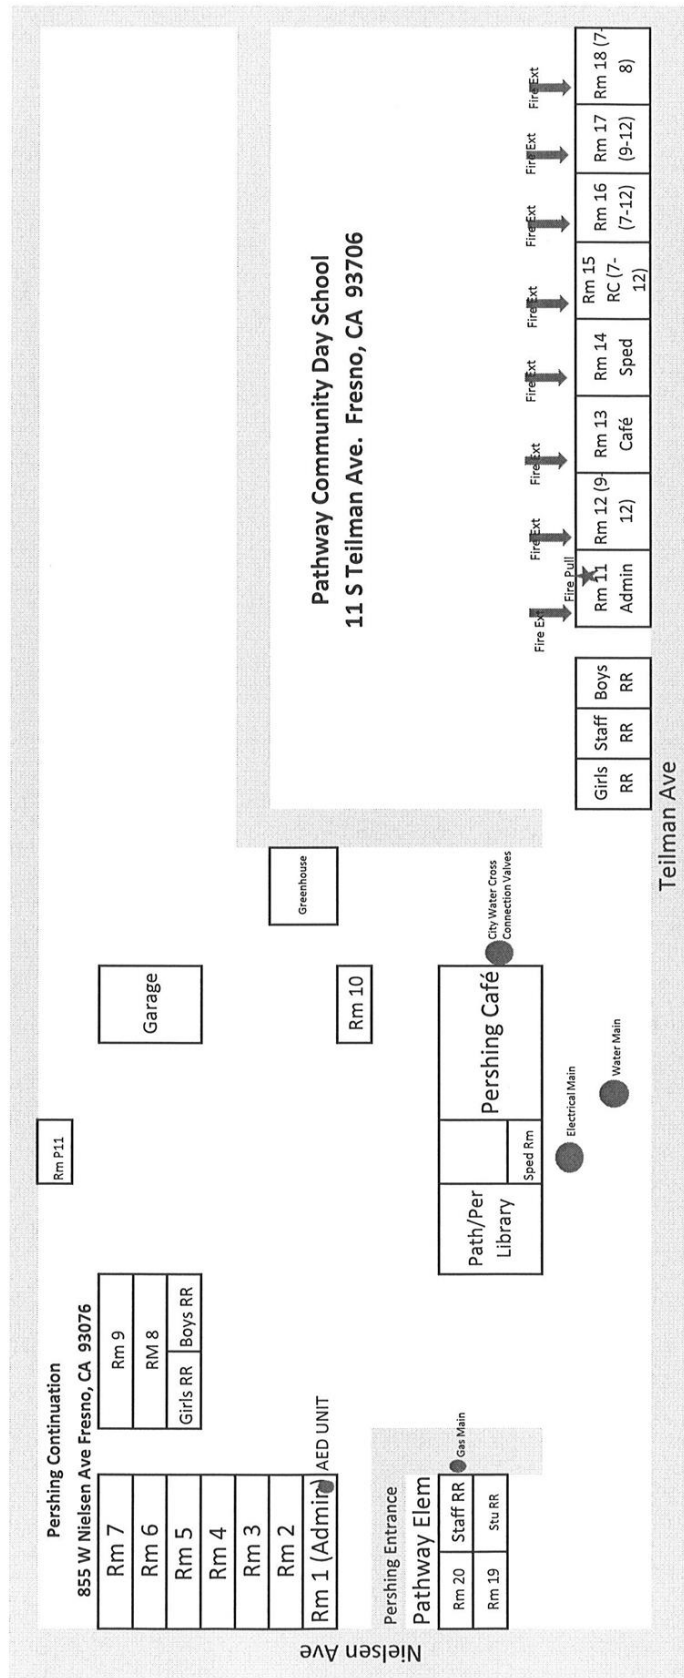 Pershing Continuation
855 W Nielsen Ave Fresno, CA  93076
Rm 7
Rm 6
Rm 5
Rm 4
Rm 3
Rm 2
Rm 1 (Admin)
AED UNIT
Rm 9
RM 8
Girls RR
Boys RR
Rm P11
Garage
Greenhouse
Rm 10
Nielsen Ave
Pershing Entrance
Pathway Elem
Rm 20
Staff RR
Rm 19
Stu RR
Gas Main
Path/Per
Library
Sped Rm
Pershing Café
City Water Cross
Connection Valves
Electrical Main
Water Main
Pathway Community Day School
11 S Teilman Ave.  Fresno, CA  93706
Girls
RR
Staff
RR
Boys
RR
Fire Ext
Fire Pull
Fire Ext
Fire Ext
Fire Ext
Fire Ext
Fire Ext
Fire Ext
Fire Ext
Rm 11
Admin
Rm 12 (9-
12)
Rm 13
Café
Rm 14
Sped
Rm 15
RC (7-
12)
Rm 16
(7-12)
Rm 17
(9-12)
Rm 18 (7-
8)
Teilman Ave